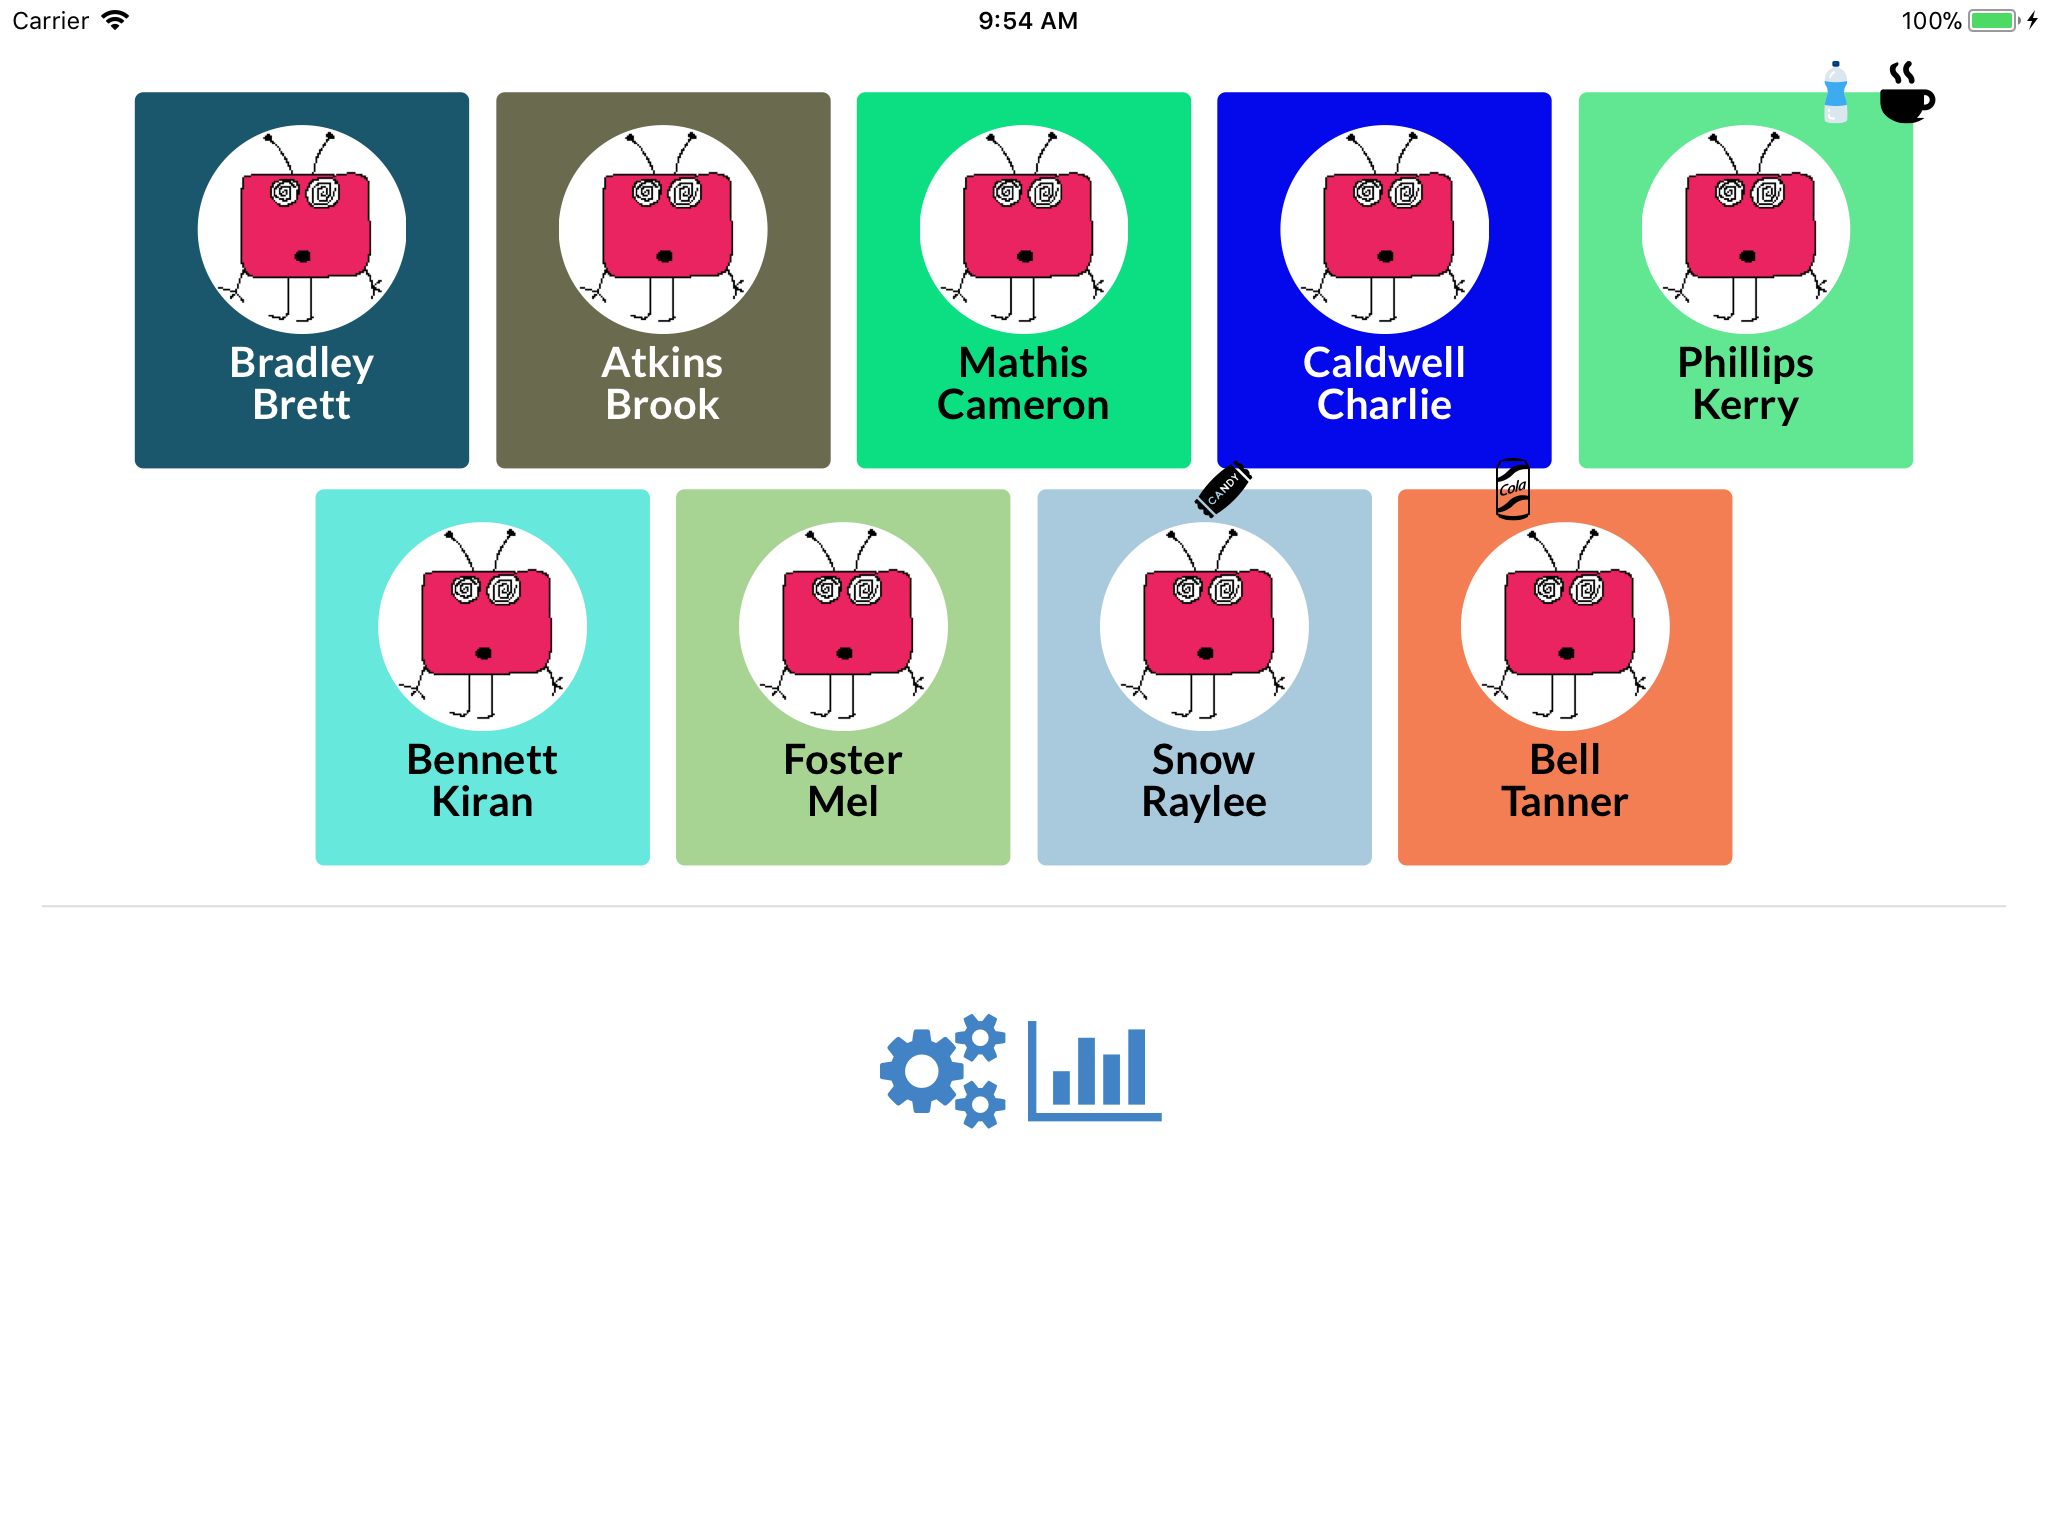 Carrier
9:54 AM
100%
Bradley
Brett
Atkins
Brook
Mathis
Cameron
Caldwell
Charlie
Phillips
Kerry
CANDY
Cola
Bennett
Kiran
Foster
Mel
Snow
Raylee
Bell
Tanner